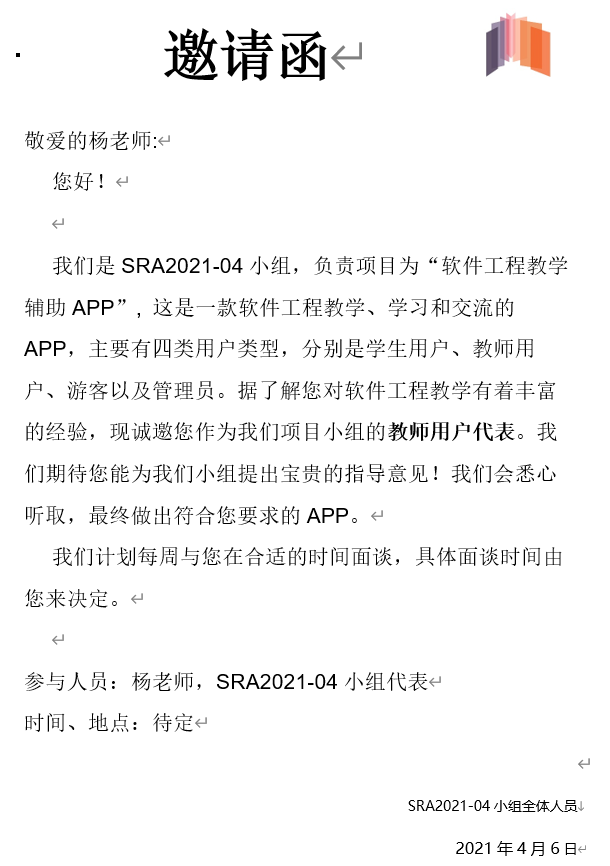 邀请函
敬爱的杨老师:
您好！
我们是 SRA2021-04 小组，负责项目为“软件工程教学
辅助 APP”, 这是一款软件工程教学、学习和交流的
APP，主要有四类用户类型，分别是学生用户、教师用
户、游客以及管理员。据了解您对软件工程教学有着丰富
的经验，现诚邀您作为我们项目小组的教师用户代表。我
们期待您能为我们小组提出宝贵的指导意见！我们会悉心
听取，最终做出符合您要求的 APP。
我们计划每周与您在合适的时间面谈，具体面谈时间由
您来决定。
参与人员：杨老师，SRA2021-04 小组代表
时间、地点：待定
SRA2021-04 小组全体人员
2021 年 4 月 6 日